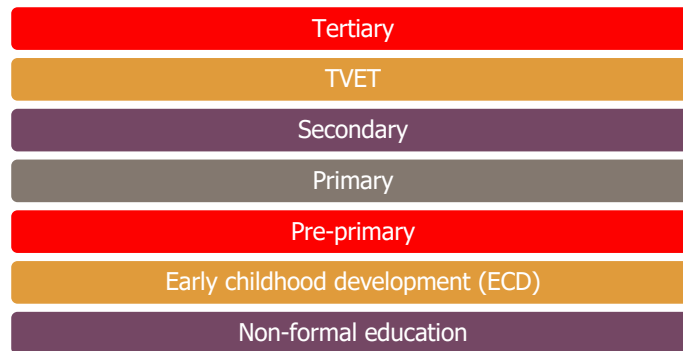 Tertiary
TVET
Secondary
Primary
Pre-primary
Early childhood development (ECD)
Non-formal education